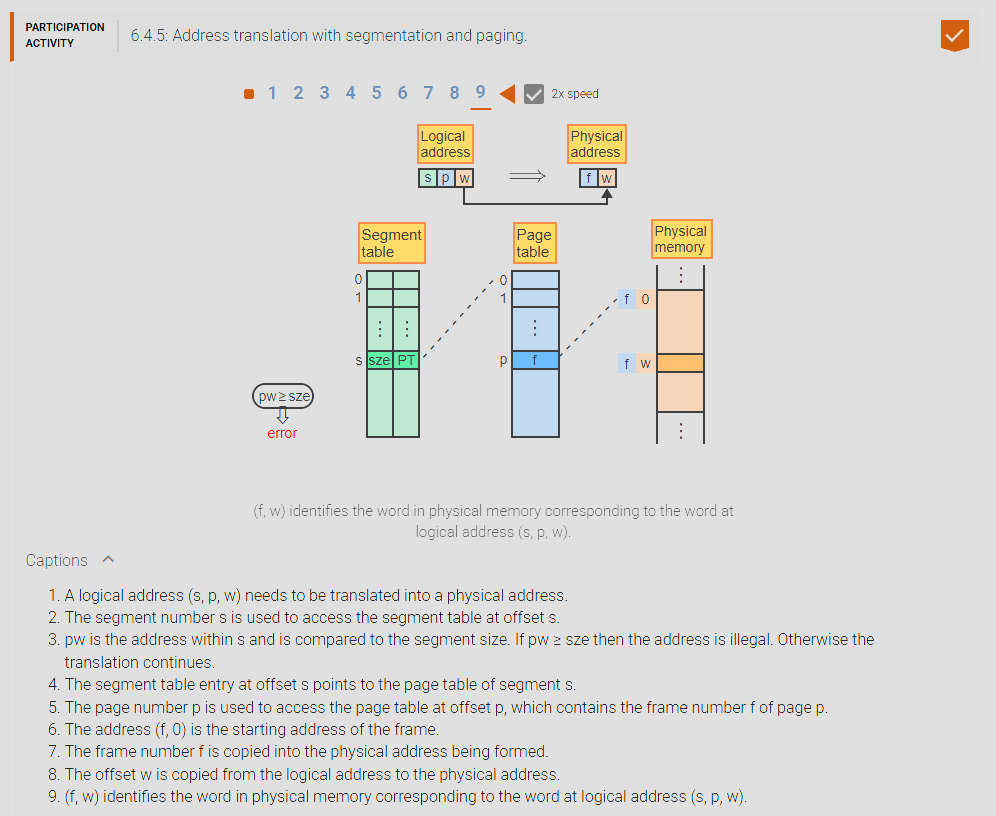 PARTICIPATION
ACTIVITY
6.4.5: Address translation with segmentation and paging.
1 2 3 4 5 6 7 8 9 2x speed
Logical
address
Physical
address
s p w
f w
Segment
table
Page
table
Physical
memory
0
0
⋮
1
1
f 0
⋮ ⋮
⋮
s sze PT
p f
f w
pw ≥ sze
error
⋮
(f, w) identifies the word in physical memory corresponding to the word at
logical address (s, p, w).
Captions
1. A logical address (s, p, w) needs to be translated into a physical address.
2. The segment number s is used to access the segment table at offset s.
3. pw is the address within s and is compared to the segment size. If pw ≥ sze then the address is illegal. Otherwise the
translation continues.
4. The segment table entry at offset s points to the page table of segment s.
5. The page number p is used to access the page table at offset p, which contains the frame number f of page p.
6. The address (f, 0) is the starting address of the frame.
7. The frame number f is copied into the physical address being formed.
8. The offset w is copied from the logical address to the physical address.
9. (f, w) identifies the word in physical memory corresponding to the word at logical address (s, p, w).